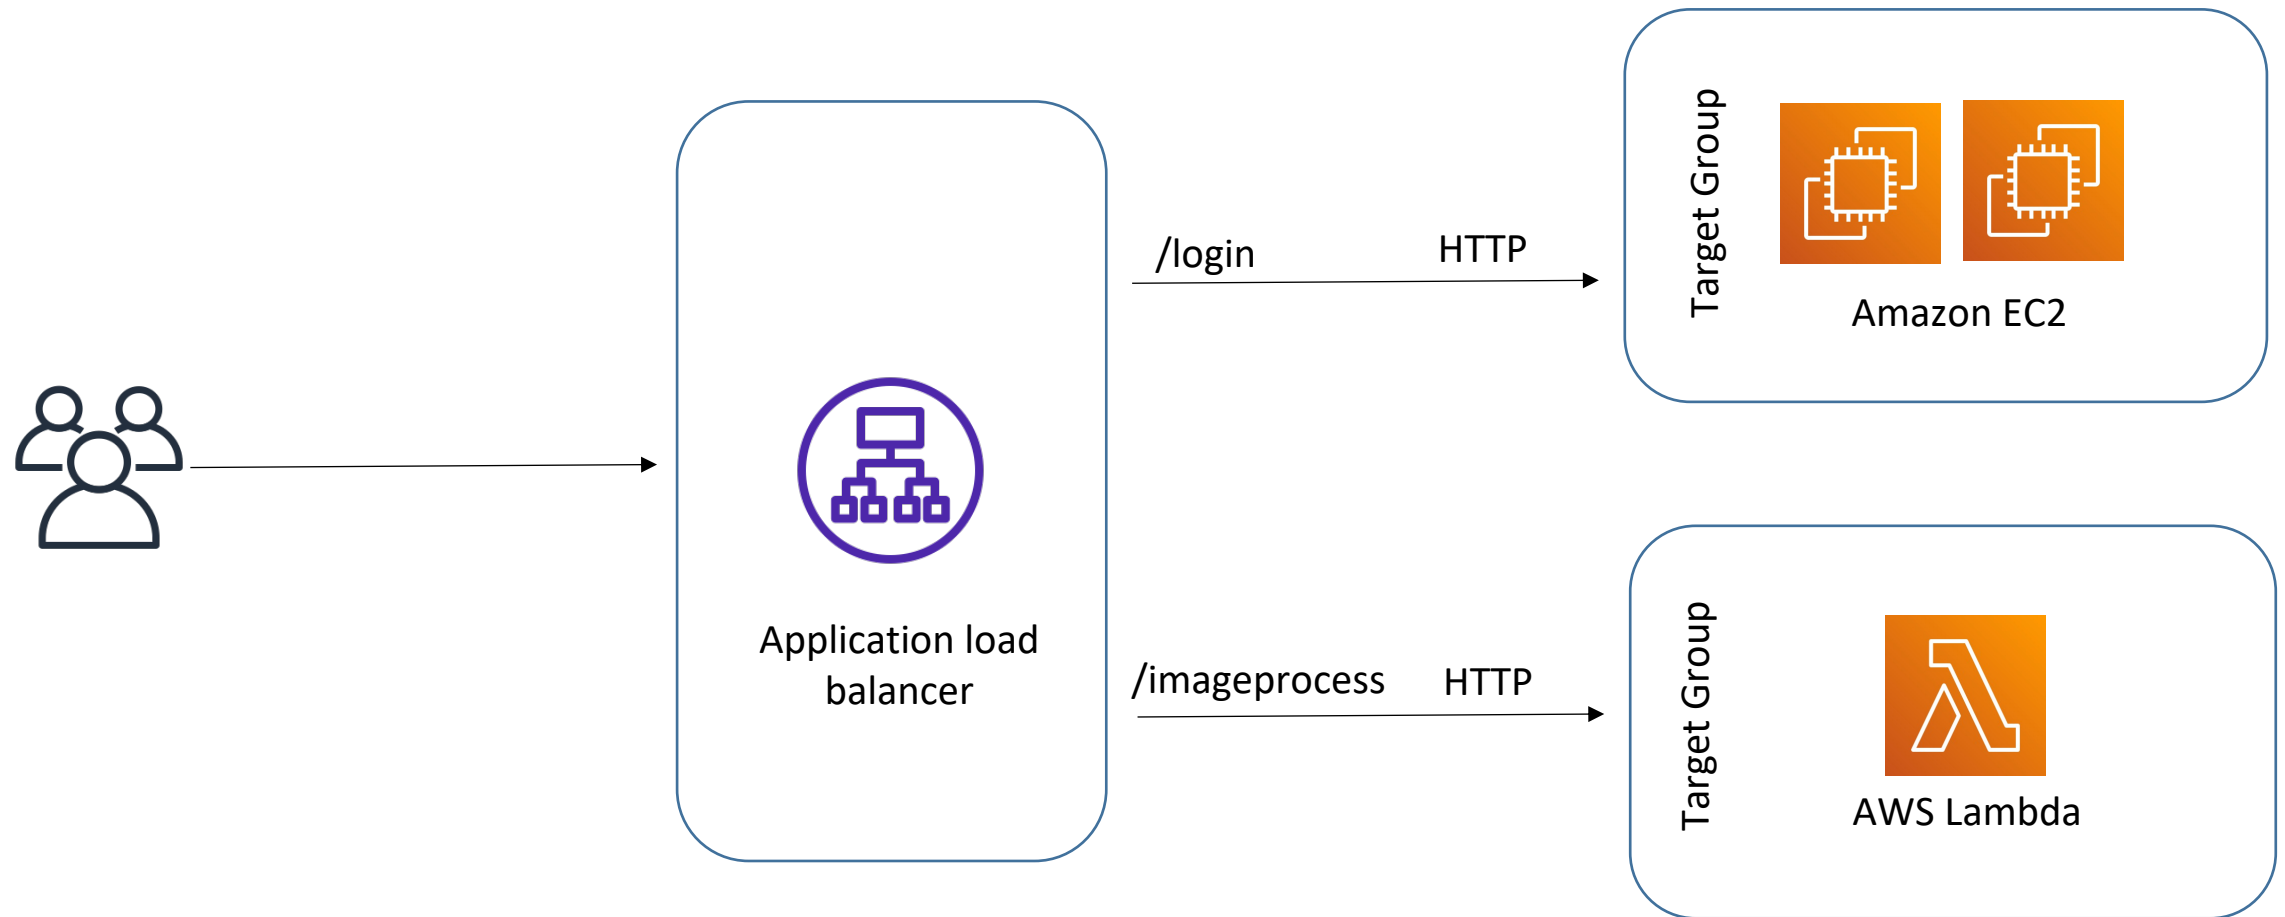 Target Group
Amazon EC2
/login
HTTP
Application load
balancer
/imageprocess
HTTP
Target Group
AWS Lambda